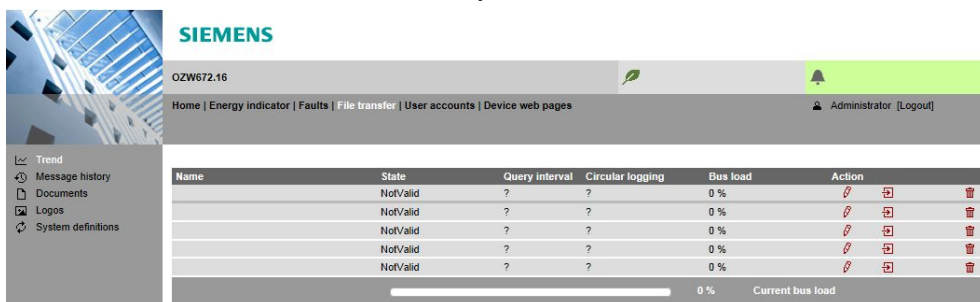 SIEMENS
OZW672.16
Home | Energy indicator | Faults | File transfer | User accounts | Device web pages
Administrator [Logout]
Trend
Message history
Documents
Logos
System definitions
Name State Query interval Circular logging Bus load Action
NotValid ? ? 0 %
NotValid ? ? 0 %
NotValid ? ? 0 %
NotValid ? ? 0 %
NotValid ? ? 0 %
0 % Current bus load